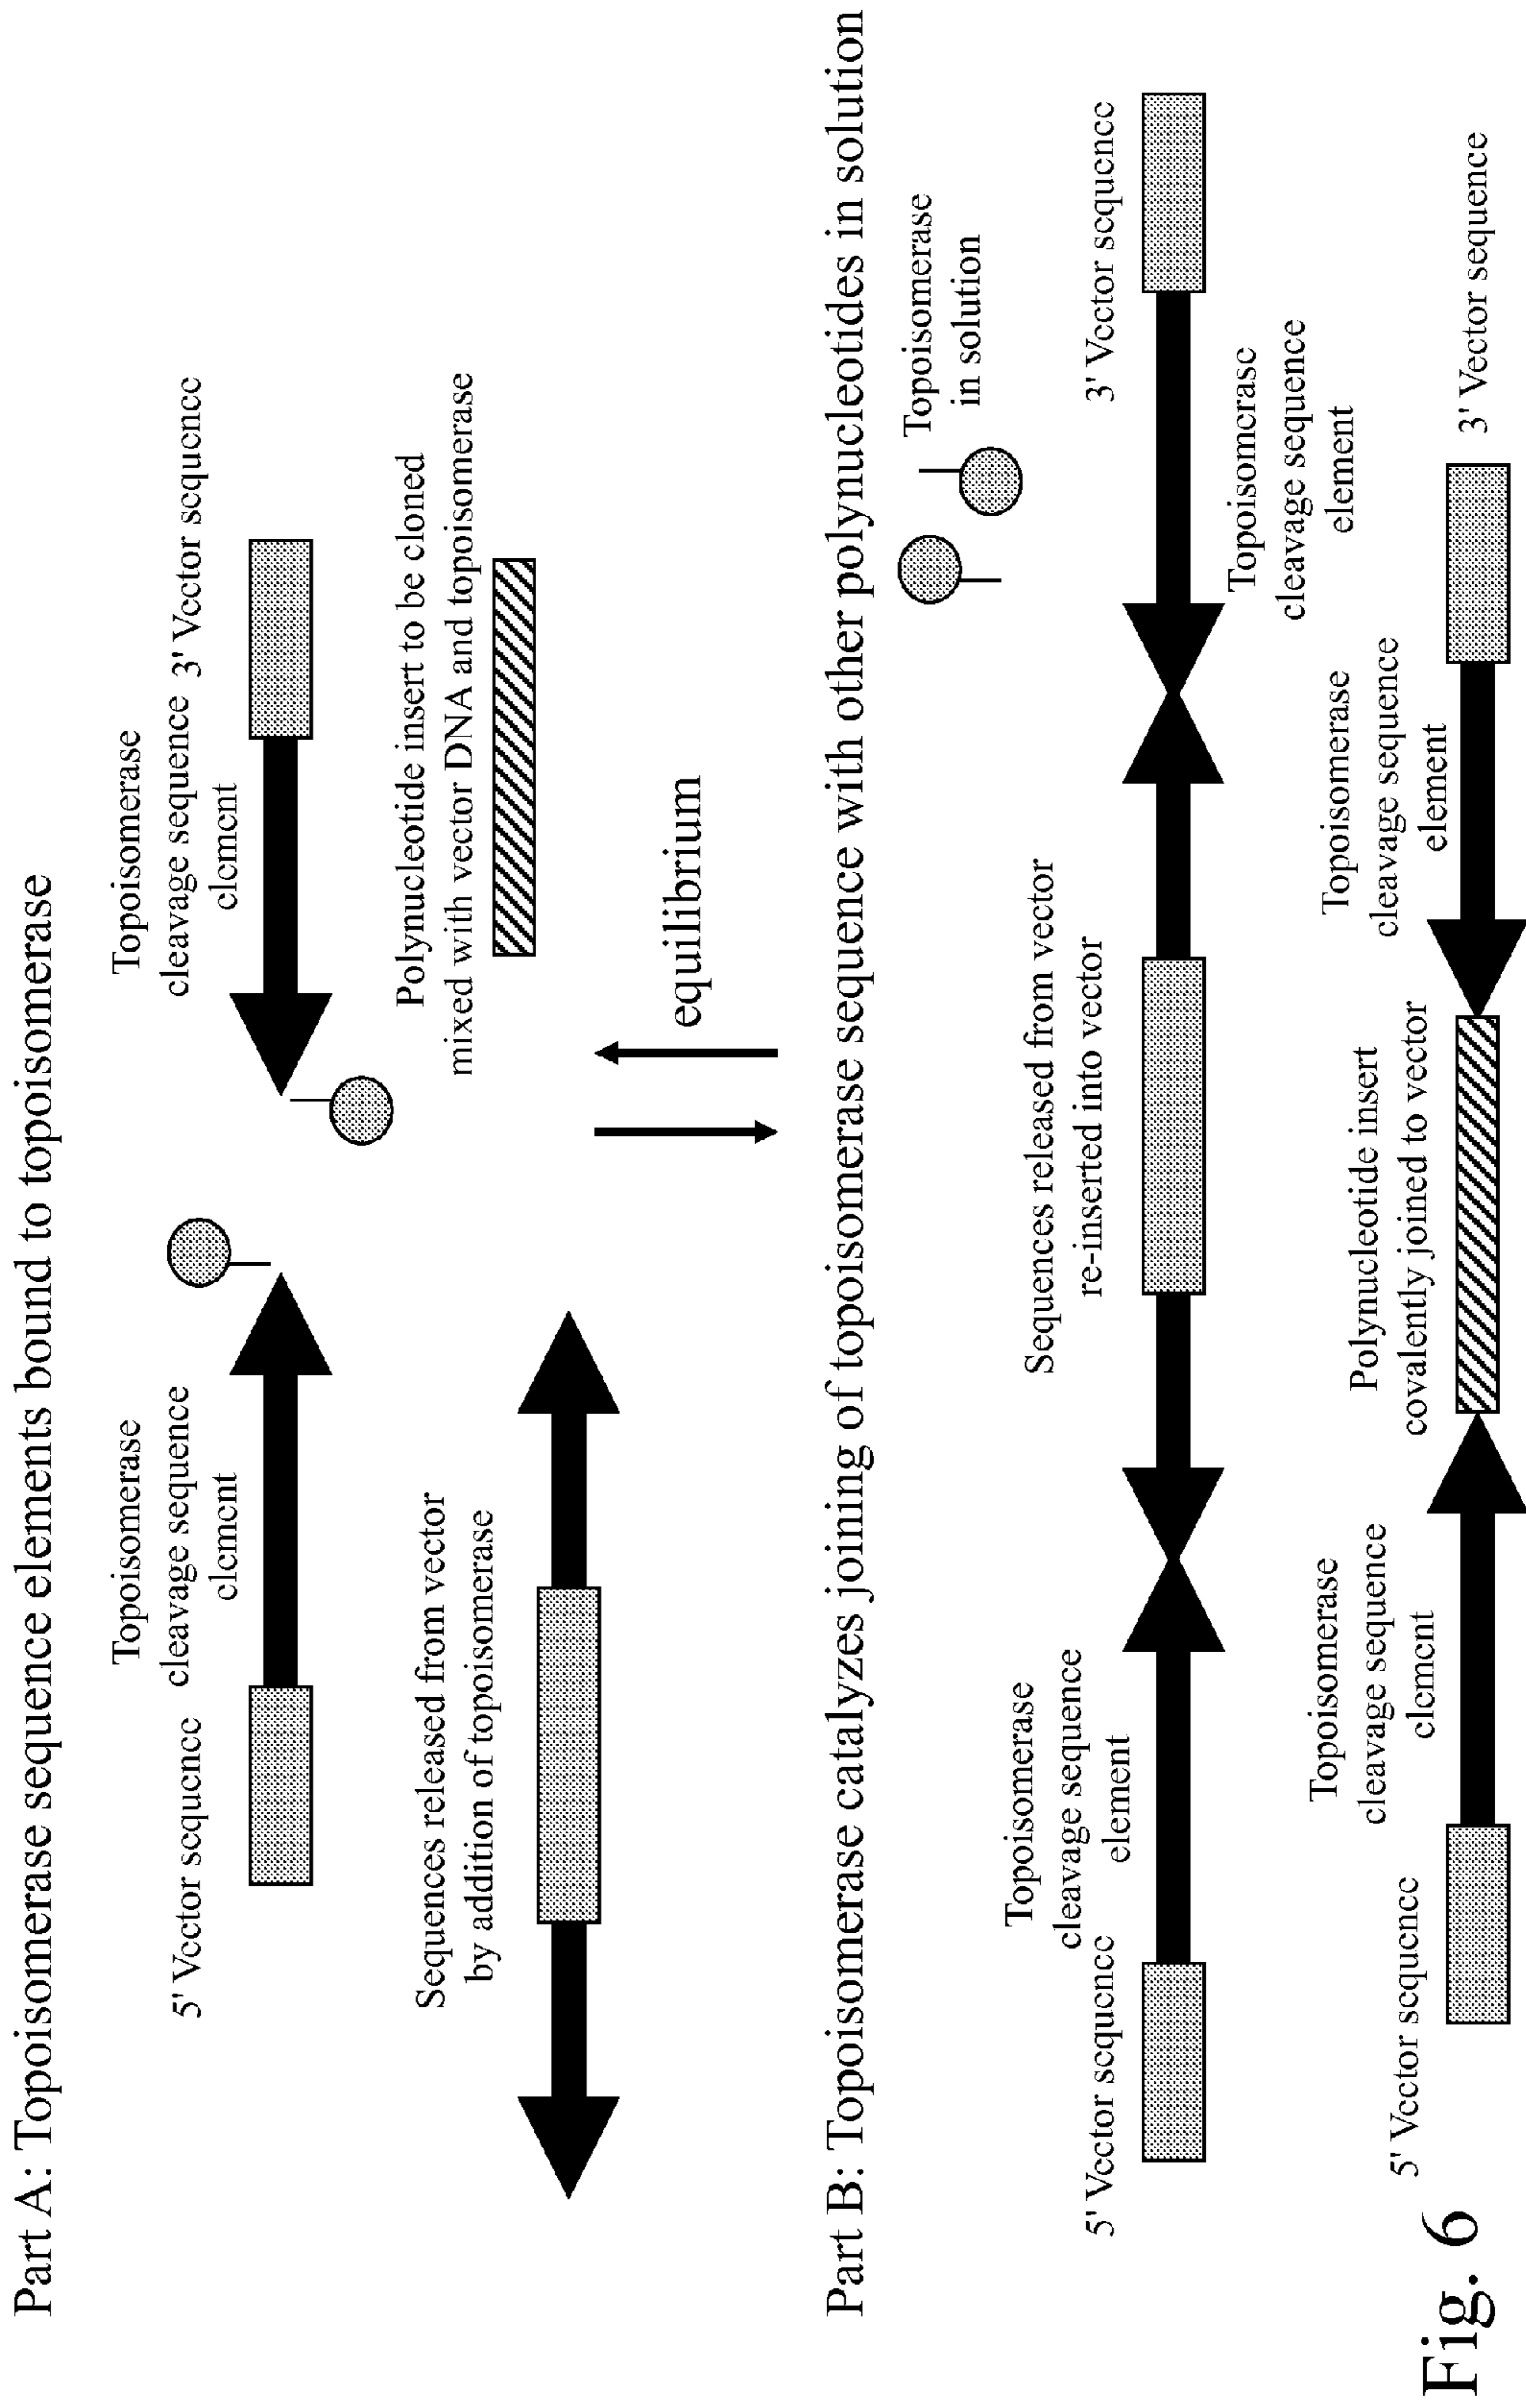 Part A: Topoisomerase sequence elements bound to topoisomerase
5' Vector sequence
Topoisomerase
cleavage sequence
element
Topoisomerase
cleavage sequence
element
3' Vector sequence
Sequences released from vector
by addition of topoisomerase
Polynucleotide insert to be cloned
mixed with vector DNA and topoisomerase
equilibrium
Part B: Topoisomerase catalyzes joining of topoisomerase sequence with other polynucleotides in solution
Topoisomerase
in solution
5' Vector sequence
Topoisomerase
cleavage sequence
element
Sequences released from vector
re-inserted into vector
3' Vector sequence
Topoisomerase
cleavage sequence
element
5' Vector sequence
Topoisomerase
cleavage sequence
element
Polynucleotide insert
covalently joined to vector
Topoisomerase
cleavage sequence
element
3' Vector sequence
Fig. 6